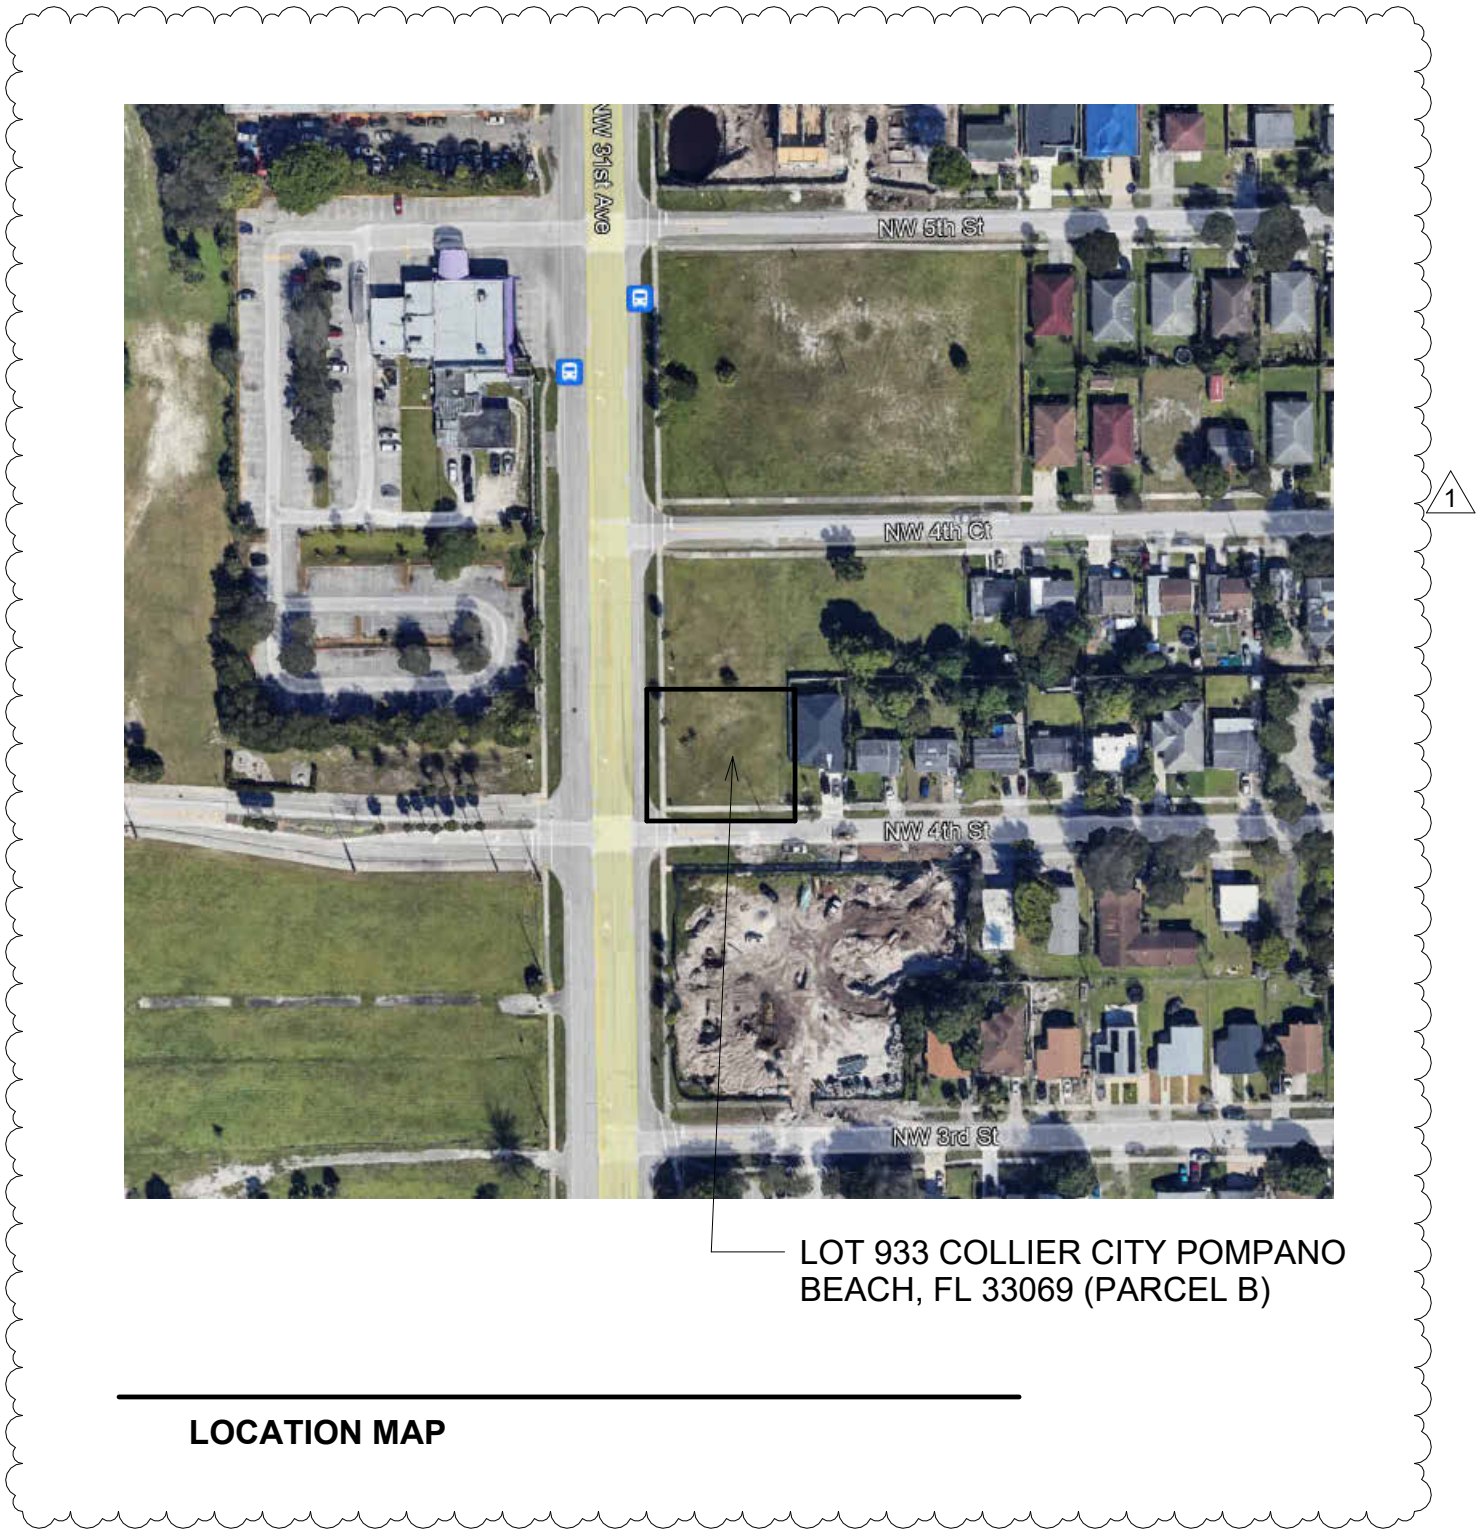 NW 31st Ave
NW 5th St
NW 4th Ct
NW 4th St
NW 3rd St
1
LOT 933 COLLIER CITY POMPANO
BEACH, FL 33069 (PARCEL B)
LOCATION MAP